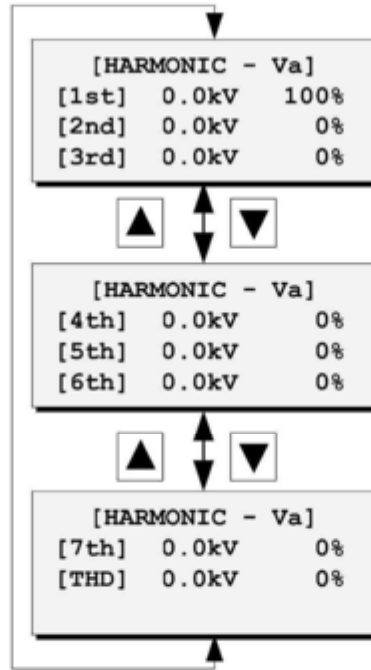 [HARMONIC - Va]
[1st] 0.0kV 100%
[2nd] 0.0kV 0%
[3rd] 0.0kV 0%
[HARMONIC - Va]
[4th] 0.0kV 0%
[5th] 0.0kV 0%
[6th] 0.0kV 0%
[HARMONIC - Va]
[7th] 0.0kV 0%
[THD] 0.0kV 0%